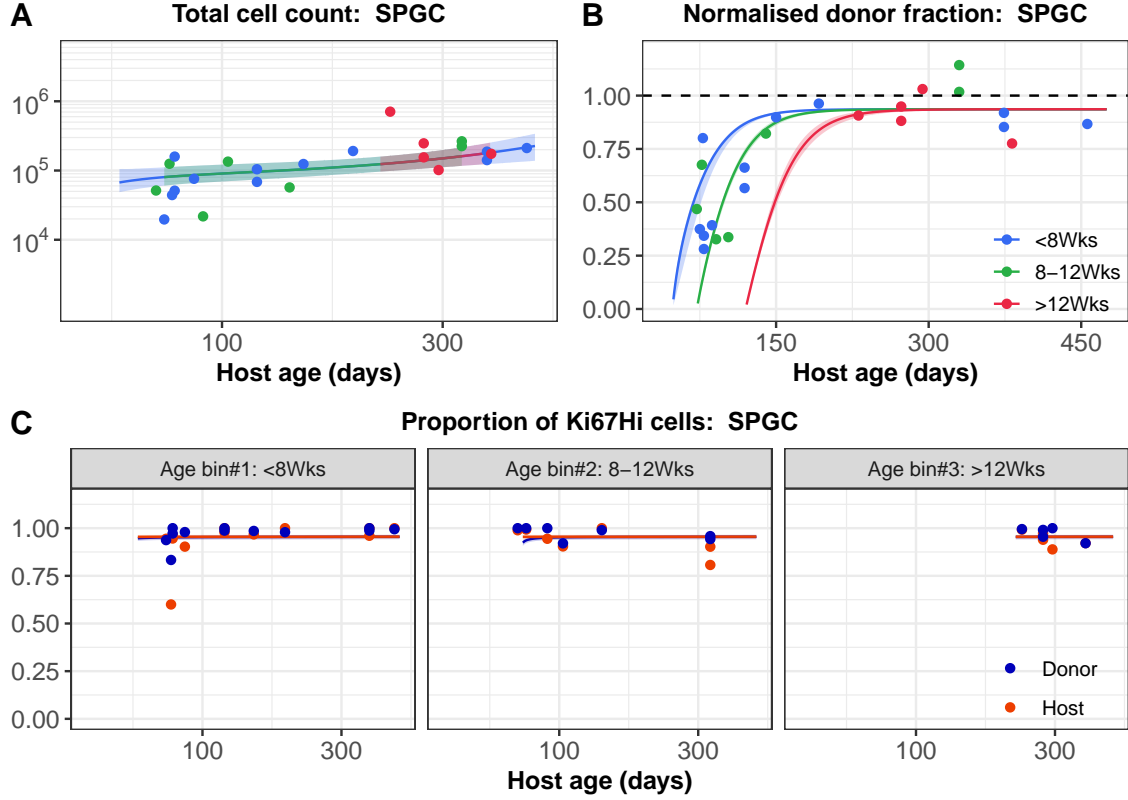 A
Total cell count: SPGC
10^6
10^5
10^4
100
300
Host age (days)
B
Normalised donor fraction: SPGC
1.00
0.75
0.50
0.25
0.00
<8Wks
8–12Wks
>12Wks
150
300
450
Host age (days)
C
Proportion of Ki67Hi cells: SPGC
Age bin#1: <8Wks
Age bin#2: 8–12Wks
Age bin#3: >12Wks
1.00
0.75
0.50
0.25
0.00
Donor
Host
100
300
100
300
100
300
Host age (days)